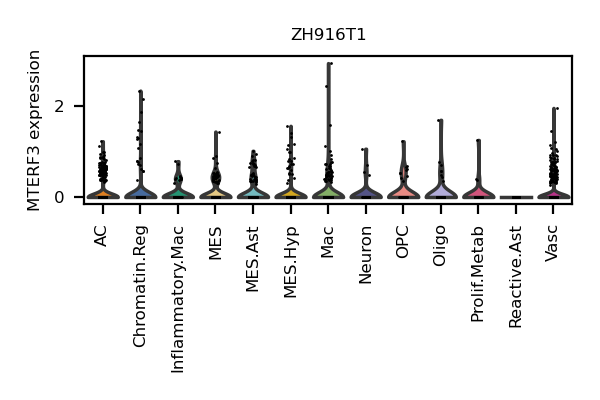 ZH916T1
MTERF3 expression
2
0
AC
Chromatin.Reg
Inflammatory.Mac
MES
MES.Ast
MES.Hyp
Mac
Neuron
OPC
Oligo
Prolif.Metab
Reactive.Ast
Vasc